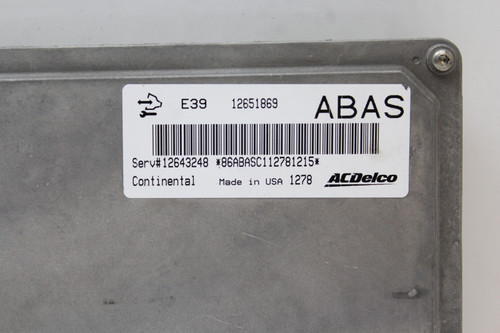 E39 12651869 ABAS
Serv#12643248 *86ABASC112781215*
Continental Made in USA 1278 ACDelco